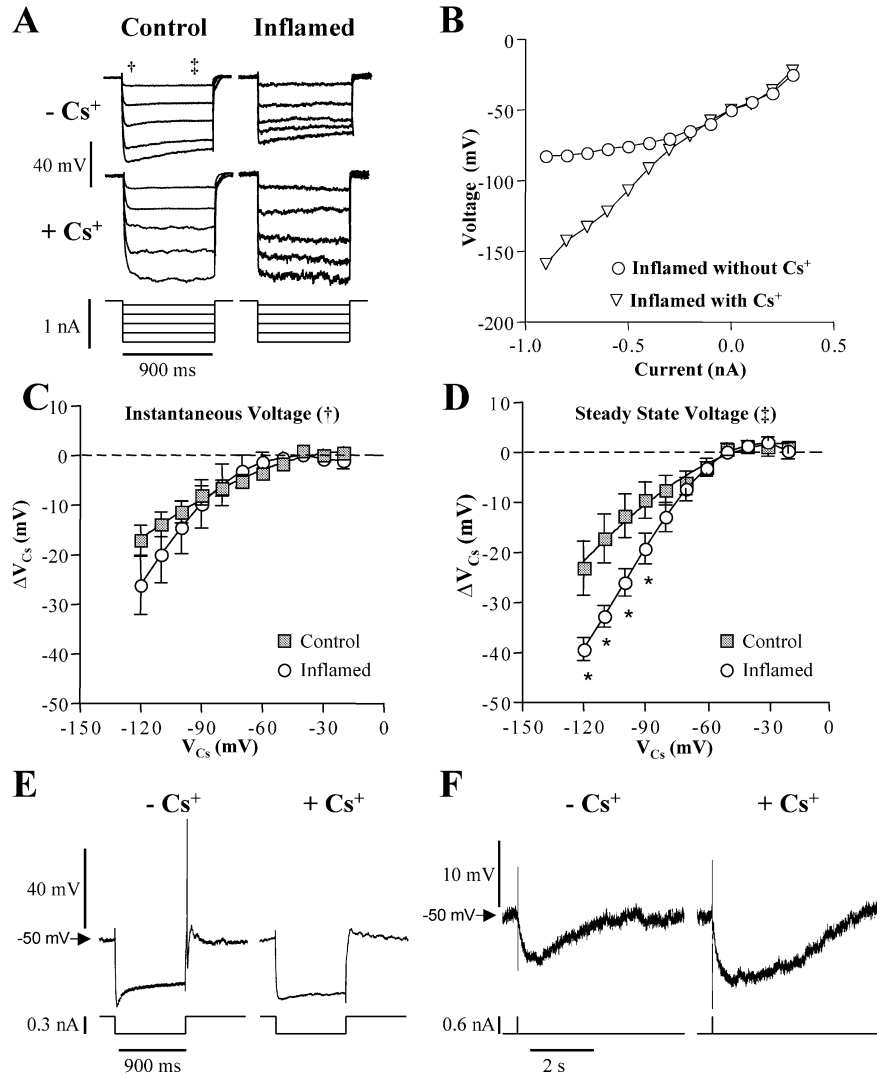 A
Control
Inflamed
†
‡
- Cs+
40 mV
+ Cs+
1 nA
900 ms
B
0
-50
-100
-150
-200
Voltage (mV)
Inflamed without Cs+
Inflamed with Cs+
-1.0
-0.5
0.0
0.5
Current (nA)
C
Instantaneous Voltage (†)
10
0
-10
-20
-30
-40
-50
ΔVCs (mV)
Control
Inflamed
-150
-120
-90
-60
-30
0
VCs (mV)
D
Steady State Voltage (‡)
10
0
-10
-20
-30
-40
-50
ΔVCs (mV)
*
*
*
*
Control
Inflamed
-150
-120
-90
-60
-30
0
VCs (mV)
E
- Cs+
+ Cs+
40 mV
-50 mV
0.3 nA
900 ms
F
- Cs+
+ Cs+
10 mV
-50 mV
0.6 nA
2 s